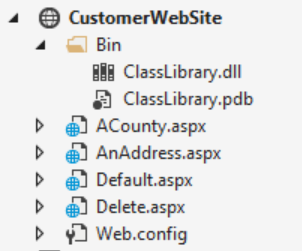 CustomerWebSite
Bin
ClassLibrary.dll
ClassLibrary.pdb
ACounty.aspx
AnAddress.aspx
Default.aspx
Delete.aspx
Web.config